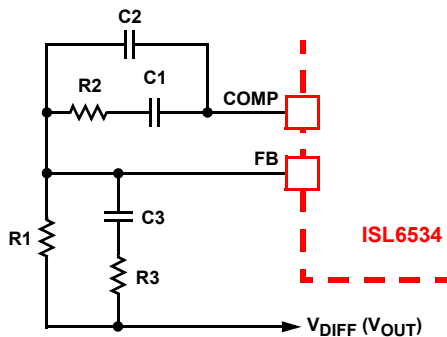 C2
C1
R2
COMP
FB
C3
R1
ISL6534
R3
VDIFF (VOUT)